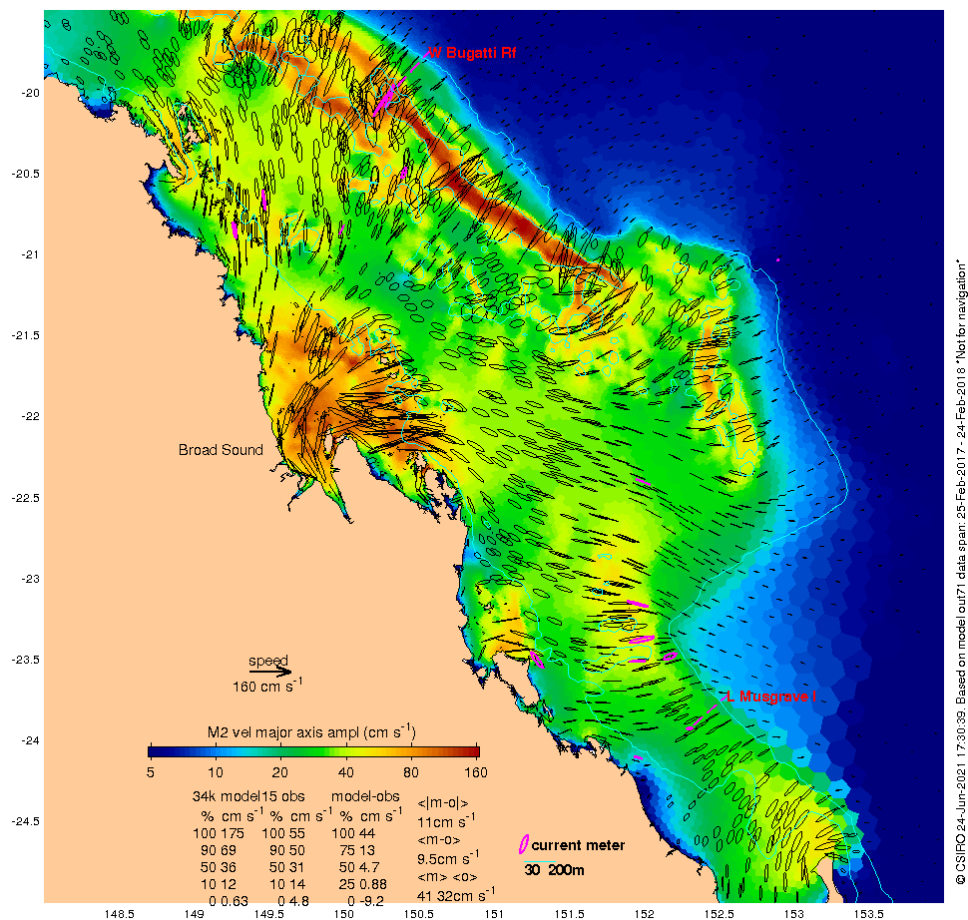 W Bugatti Rf
-20
-20.5
-21
-21.5
-22
Broad Sound
-22.5
-23
-23.5
speed
160 cm s-1
L Musgrave I
-24
M2 vel major axis ampl (cm s-1)
5 10 20 40 80 160
34k model 15 obs model-obs <|m-o|>
% cm s-1 % cm s-1 % cm s-1 11cm s-1
100 175 100 55 100 44 <m-o>
90 69 90 50 75 13 9.5cm s-1
50 36 50 31 50 4.7 <m> <o>
10 12 10 14 25 0.88 41 32cm s-1
0 0.63 0 4.8 0 -9.2
-24.5
current meter
30 200m
148.5 149 149.5 150 150.5 151 151.5 152 152.5 153 153.5
© CSIRO 24-Jun-2021 17:30:39. Based on model out71 data span: 25-Feb-2017 - 24-Feb-2018 *Not for navigation*